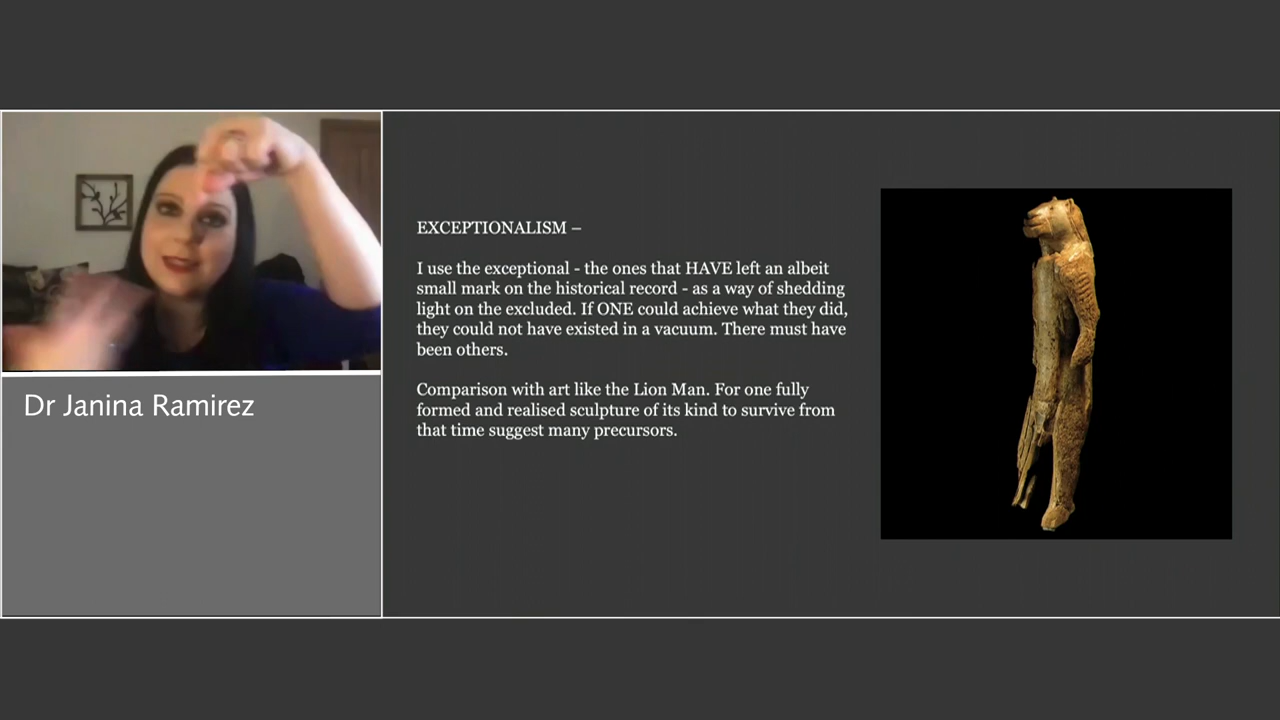 EXCEPTIONALISM –
I use the exceptional - the ones that HAVE left an albeit
small mark on the historical record - as a way of shedding
light on the excluded. If ONE could achieve what they did,
they could not have existed in a vacuum. There must have
been others.
Comparison with art like the Lion Man. For one fully
formed and realised sculpture of its kind to survive from
that time suggest many precursors.
Dr Janina Ramirez